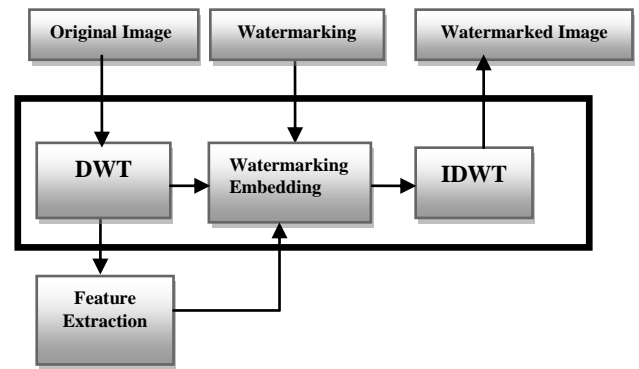 Original Image
Watermarking
Watermarked Image
DWT
Watermarking
Embedding
IDWT
Feature
Extraction